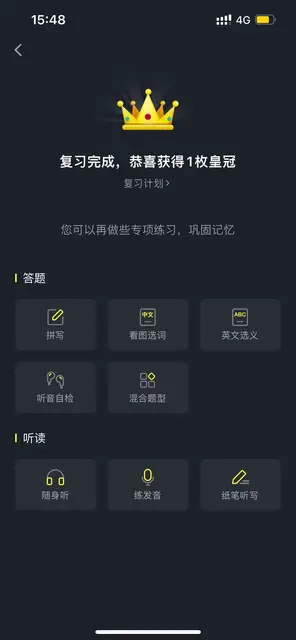 15:48
4G
复习完成，恭喜获得1枚皇冠
复习计划>
您可以再做些专项练习，巩固记忆
答题
拼写
中文
看图选词
ABC
英文选义
听音自检
混合题型
听读
随身听
练发音
纸笔听写